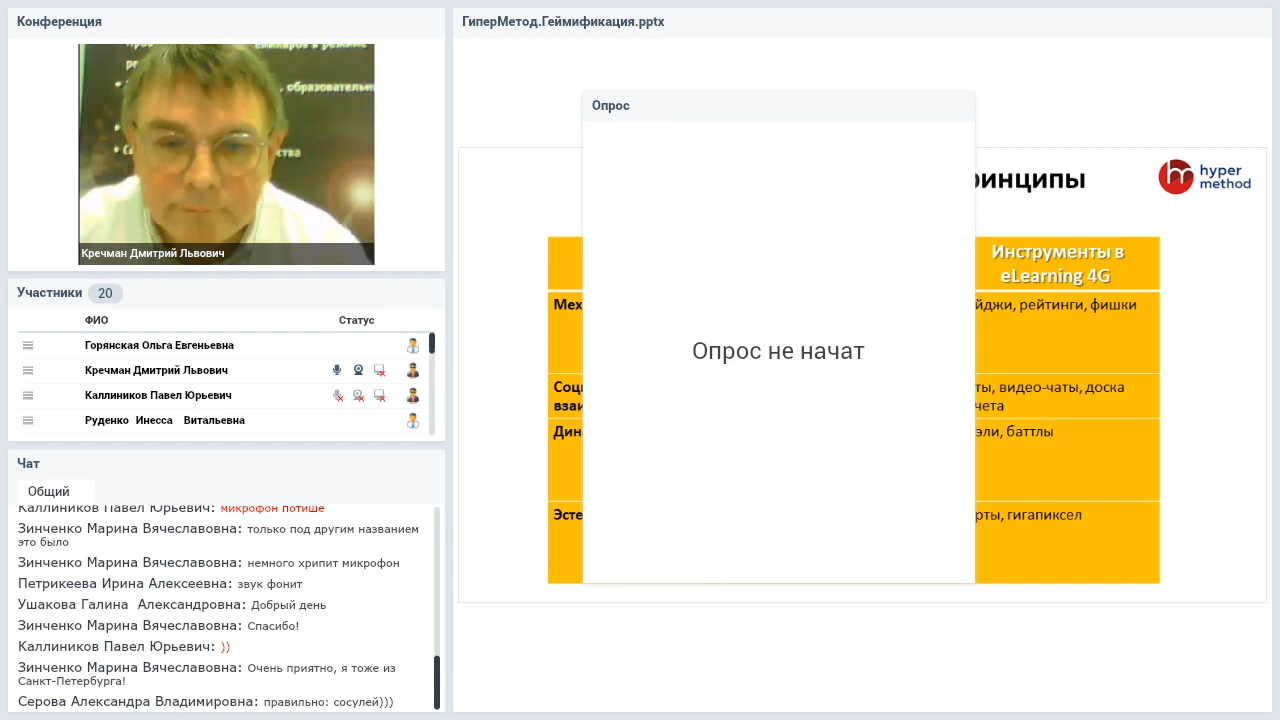 Конференция
, образовательн
Кречман Дмитрий Львович
Участники 20
ФИО Статус
Горянская Ольга Евгеньевна
Кречман Дмитрий Львович
Каллиников Павел Юрьевич
Руденко Инесса Витальевна
Чат
Общий
Каллиников Павел Юрьевич: микрофон потише
Зинченко Марина Вячеславовна: только под другим названием
это было
Зинченко Марина Вячеславовна: немного хрипит микрофон
Петрикеева Ирина Алексеевна: звук фонит
Ушакова Галина Александровна: Добрый день
Зинченко Марина Вячеславовна: Спасибо!
Каллиников Павел Юрьевич: ))
Зинченко Марина Вячеславовна: Очень приятно, я тоже из
Санкт-Петербурга!
Серова Александра Владимировна: правильно: сосулей)))
ГиперМетод.Геймификация.pptx
Опрос
Опрос не начат
ринципы
hyper
method
Инструменты в
eLearning 4G
Мех
йджи, рейтинги, фишки
Соци
взаи
ты, видео-чаты, доска
чета
Дин
эли, баттлы
Эсте
рты, гигапиксел